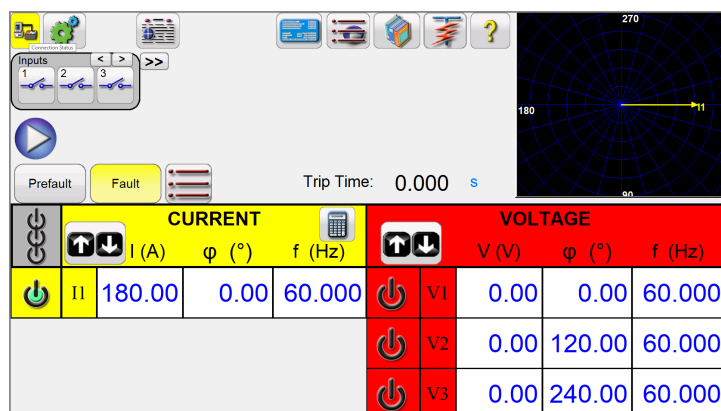 Connection Status
?
270
Inputs
< >
>>
1 2 3
180
I1
Prefault
Fault
Trip Time: 0.000 s
90
CURRENT
VOLTAGE
I (A) φ (°) f (Hz)
V (V) φ (°) f (Hz)
I1 180.00 0.00 60.000
V1 0.00 0.00 60.000
V2 0.00 120.00 60.000
V3 0.00 240.00 60.000